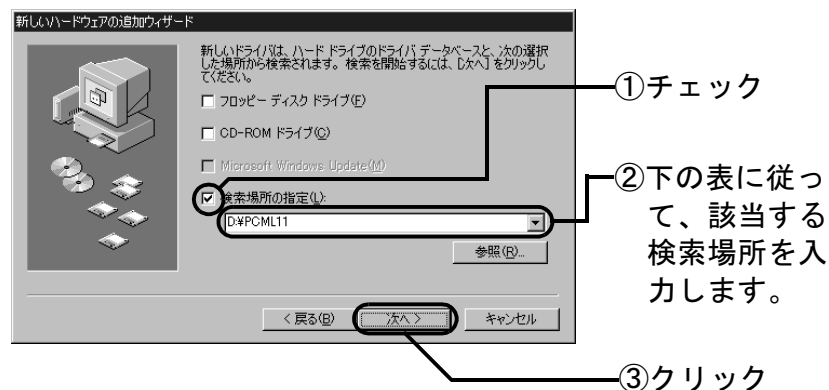 新しいハードウェアの追加ウィザード
新しいドライバは、ハード ドライブのドライバ データベースと、次の選択
した場所から検索されます。検索を開始するには、[次へ] をクリックし
てください。
フロッピー ディスク ドライブ(F)
CD-ROM ドライブ(C)
Microsoft Windows Update(M)
検索場所の指定(L):
D:¥PCML11
参照(R)...
< 戻る(B)
次へ >
キャンセル
①チェック
②下の表に従っ
て、該当する
検索場所を入
力します。
③クリック